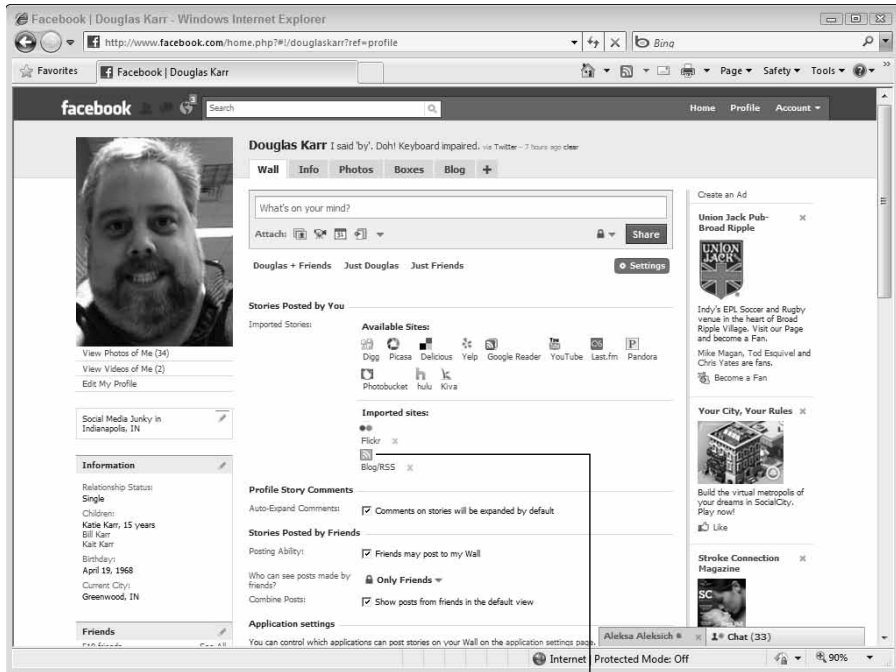 Facebook | Douglas Karr - Windows Internet Explorer
http://www.facebook.com/home.php?#!/douglaskarr?ref=profile
Bing
Favorites
Facebook | Douglas Karr
Page Safety Tools
facebook
3
Search
Home Profile Account
Douglas Karr I said 'by'. Doh! Keyboard impaired. via Twitter - 7 hours ago clear
Wall Info Photos Boxes Blog +
What's on your mind?
Attach: 31
Share
Douglas + Friends Just Douglas Just Friends
Settings
Stories Posted by You
Imported Stories:
Available Sites:
Digg Picasa Delicious Yelp Google Reader YouTube Last.fm Pandora
Photobucket hulu Kiva
Imported sites:
Flickr x
Blog/RSS x
Profile Story Comments
Auto-Expand Comments: Comments on stories will be expanded by default
Stories Posted by Friends
Posting Ability: Friends may post to my Wall
Who can see posts made by
friends?
Only Friends
Combine Posts: Show posts from friends in the default view
Application settings
You can control which applications can post stories on your Wall on the application settings page.
View Photos of Me (34)
View Videos of Me (2)
Edit My Profile
Social Media Junky in
Indianapolis, IN
Information
Relationship Status:
Single
Children:
Katie Karr, 15 years
Bill Karr
Kait Karr
Birthday:
April 19, 1968
Current City:
Greenwood, IN
Friends
friends See All
Create an Ad
Union Jack Pub-
Broad Ripple x
UNION
JACK
Indy's EPL Soccer and Rugby
venue in the heart of Broad
Ripple Village. Visit our Page
and become a Fan.
Mike Magan, Tod Esquivel and
Chris Yates are fans.
Become a Fan
Your City, Your Rules x
Build the virtual metropolis of
your dreams in SocialCity.
Play now!
Like
Stroke Connection x
Magazine
SC
Aleksa Aleksich x
Chat (33)
Internet | Protected Mode: Off
90%